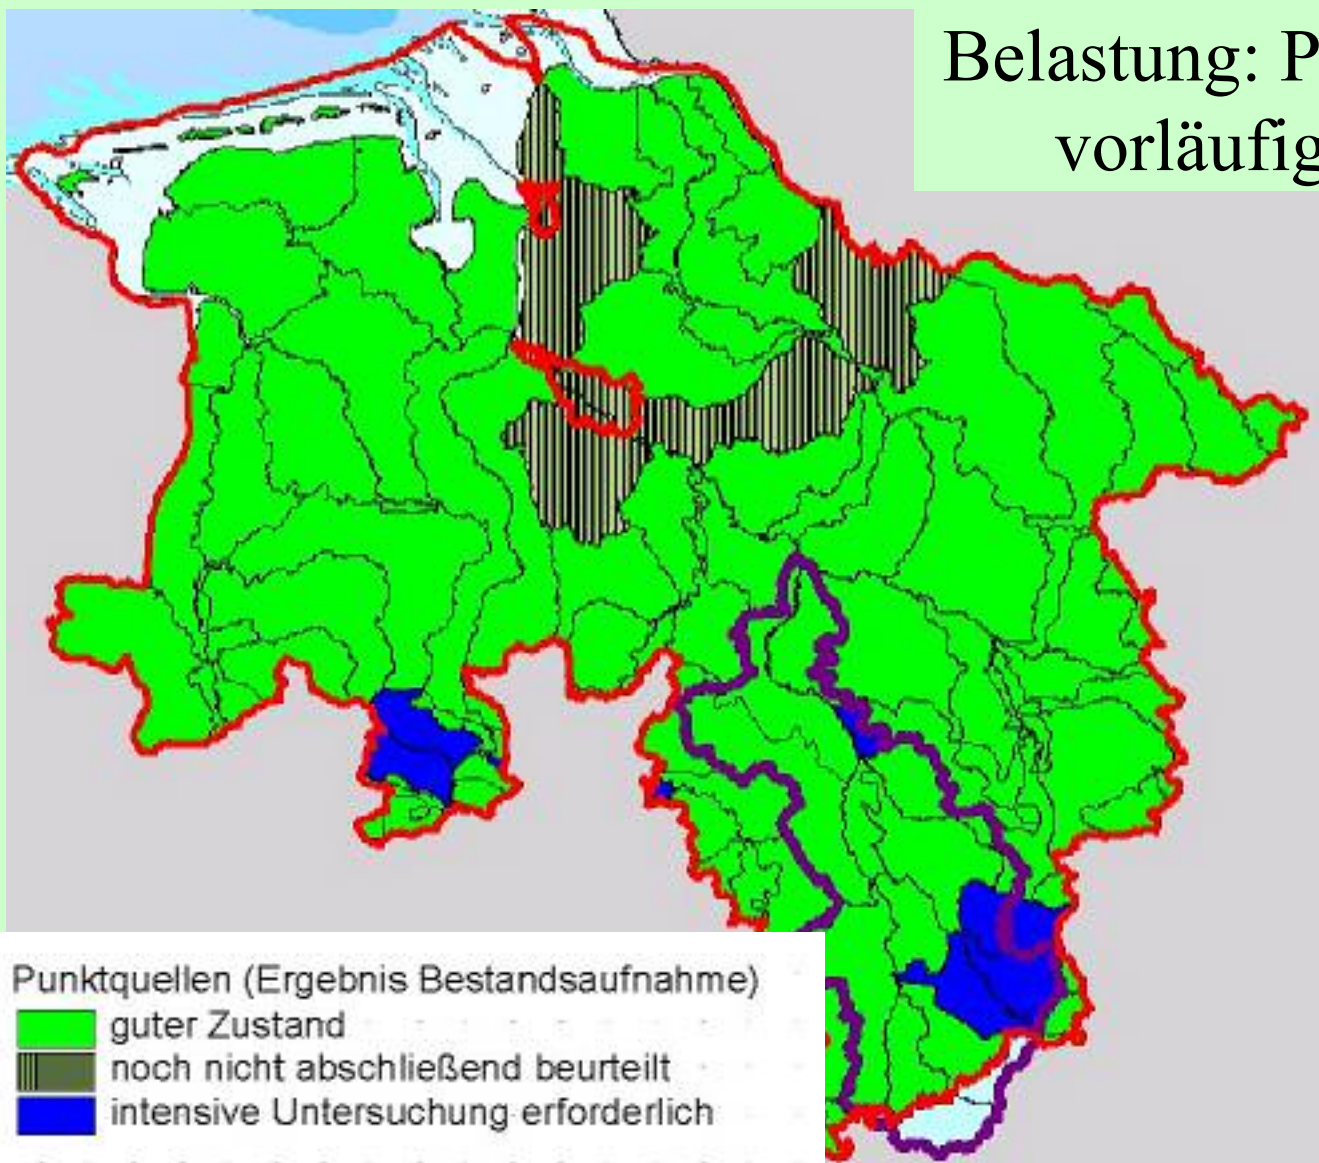 Belastung: P
vorläufig
Punktquellen (Ergebnis Bestandsaufnahme)
guter Zustand
noch nicht abschließend beurteilt
intensive Untersuchung erforderlich